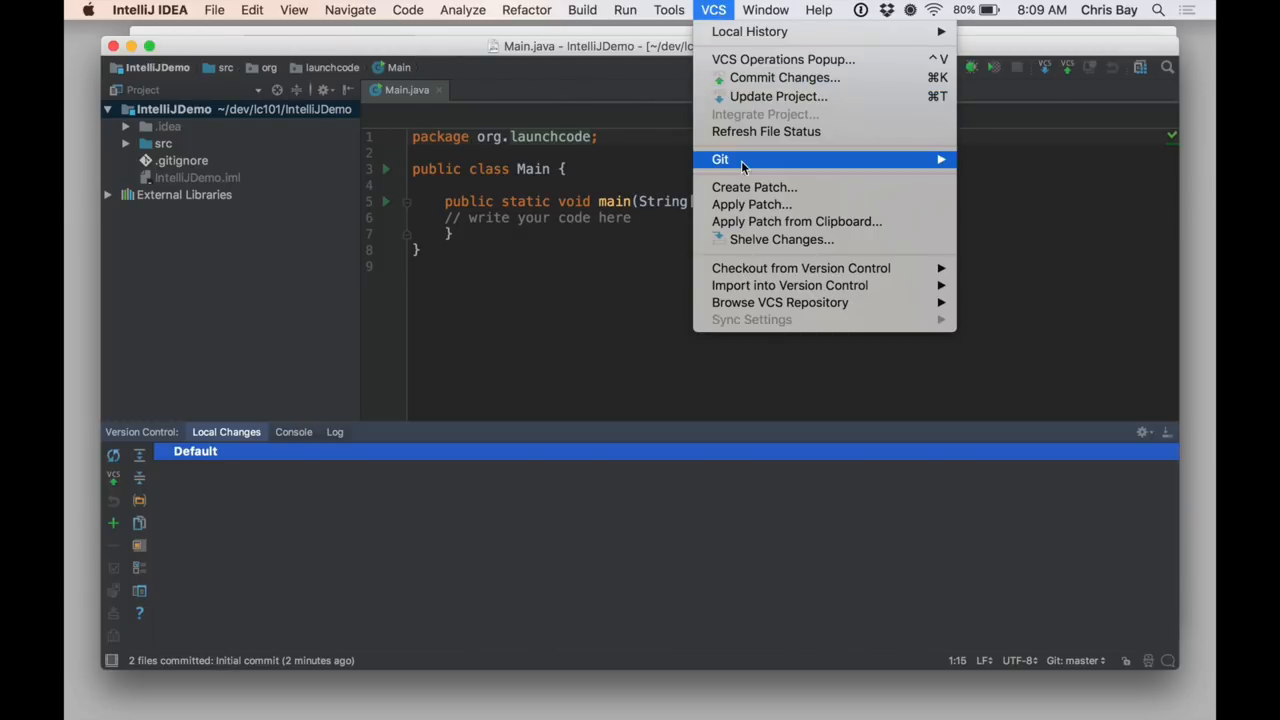 IntelliJ IDEA File Edit View Navigate Code Analyze Refactor Build Run Tools VCS Window Help 80% 8:09 AM Chris Bay
Main.java - IntelliJDemo - [~/dev/lc
IntelliJDemo src org launchcode Main
Project
Main.java
IntelliJDemo ~/dev/lc101/IntelliJDemo
.idea
src
.gitignore
IntelliJDemo.iml
External Libraries
1 package org.launchcode;
2
3 public class Main {
4
5 public static void main(String[
6 // write your code here
7 }
8 }
9
Local History
VCS Operations Popup... ^V
Commit Changes... ⌘K
Update Project... ⌘T
Integrate Project...
Refresh File Status
Git
Create Patch...
Apply Patch...
Apply Patch from Clipboard...
Shelve Changes...
Checkout from Version Control
Import into Version Control
Browse VCS Repository
Sync Settings
VCS VCS
Version Control: Local Changes Console Log
Default
VCS
2 files committed: Initial commit (2 minutes ago) 1:15 LF UTF-8 Git: master